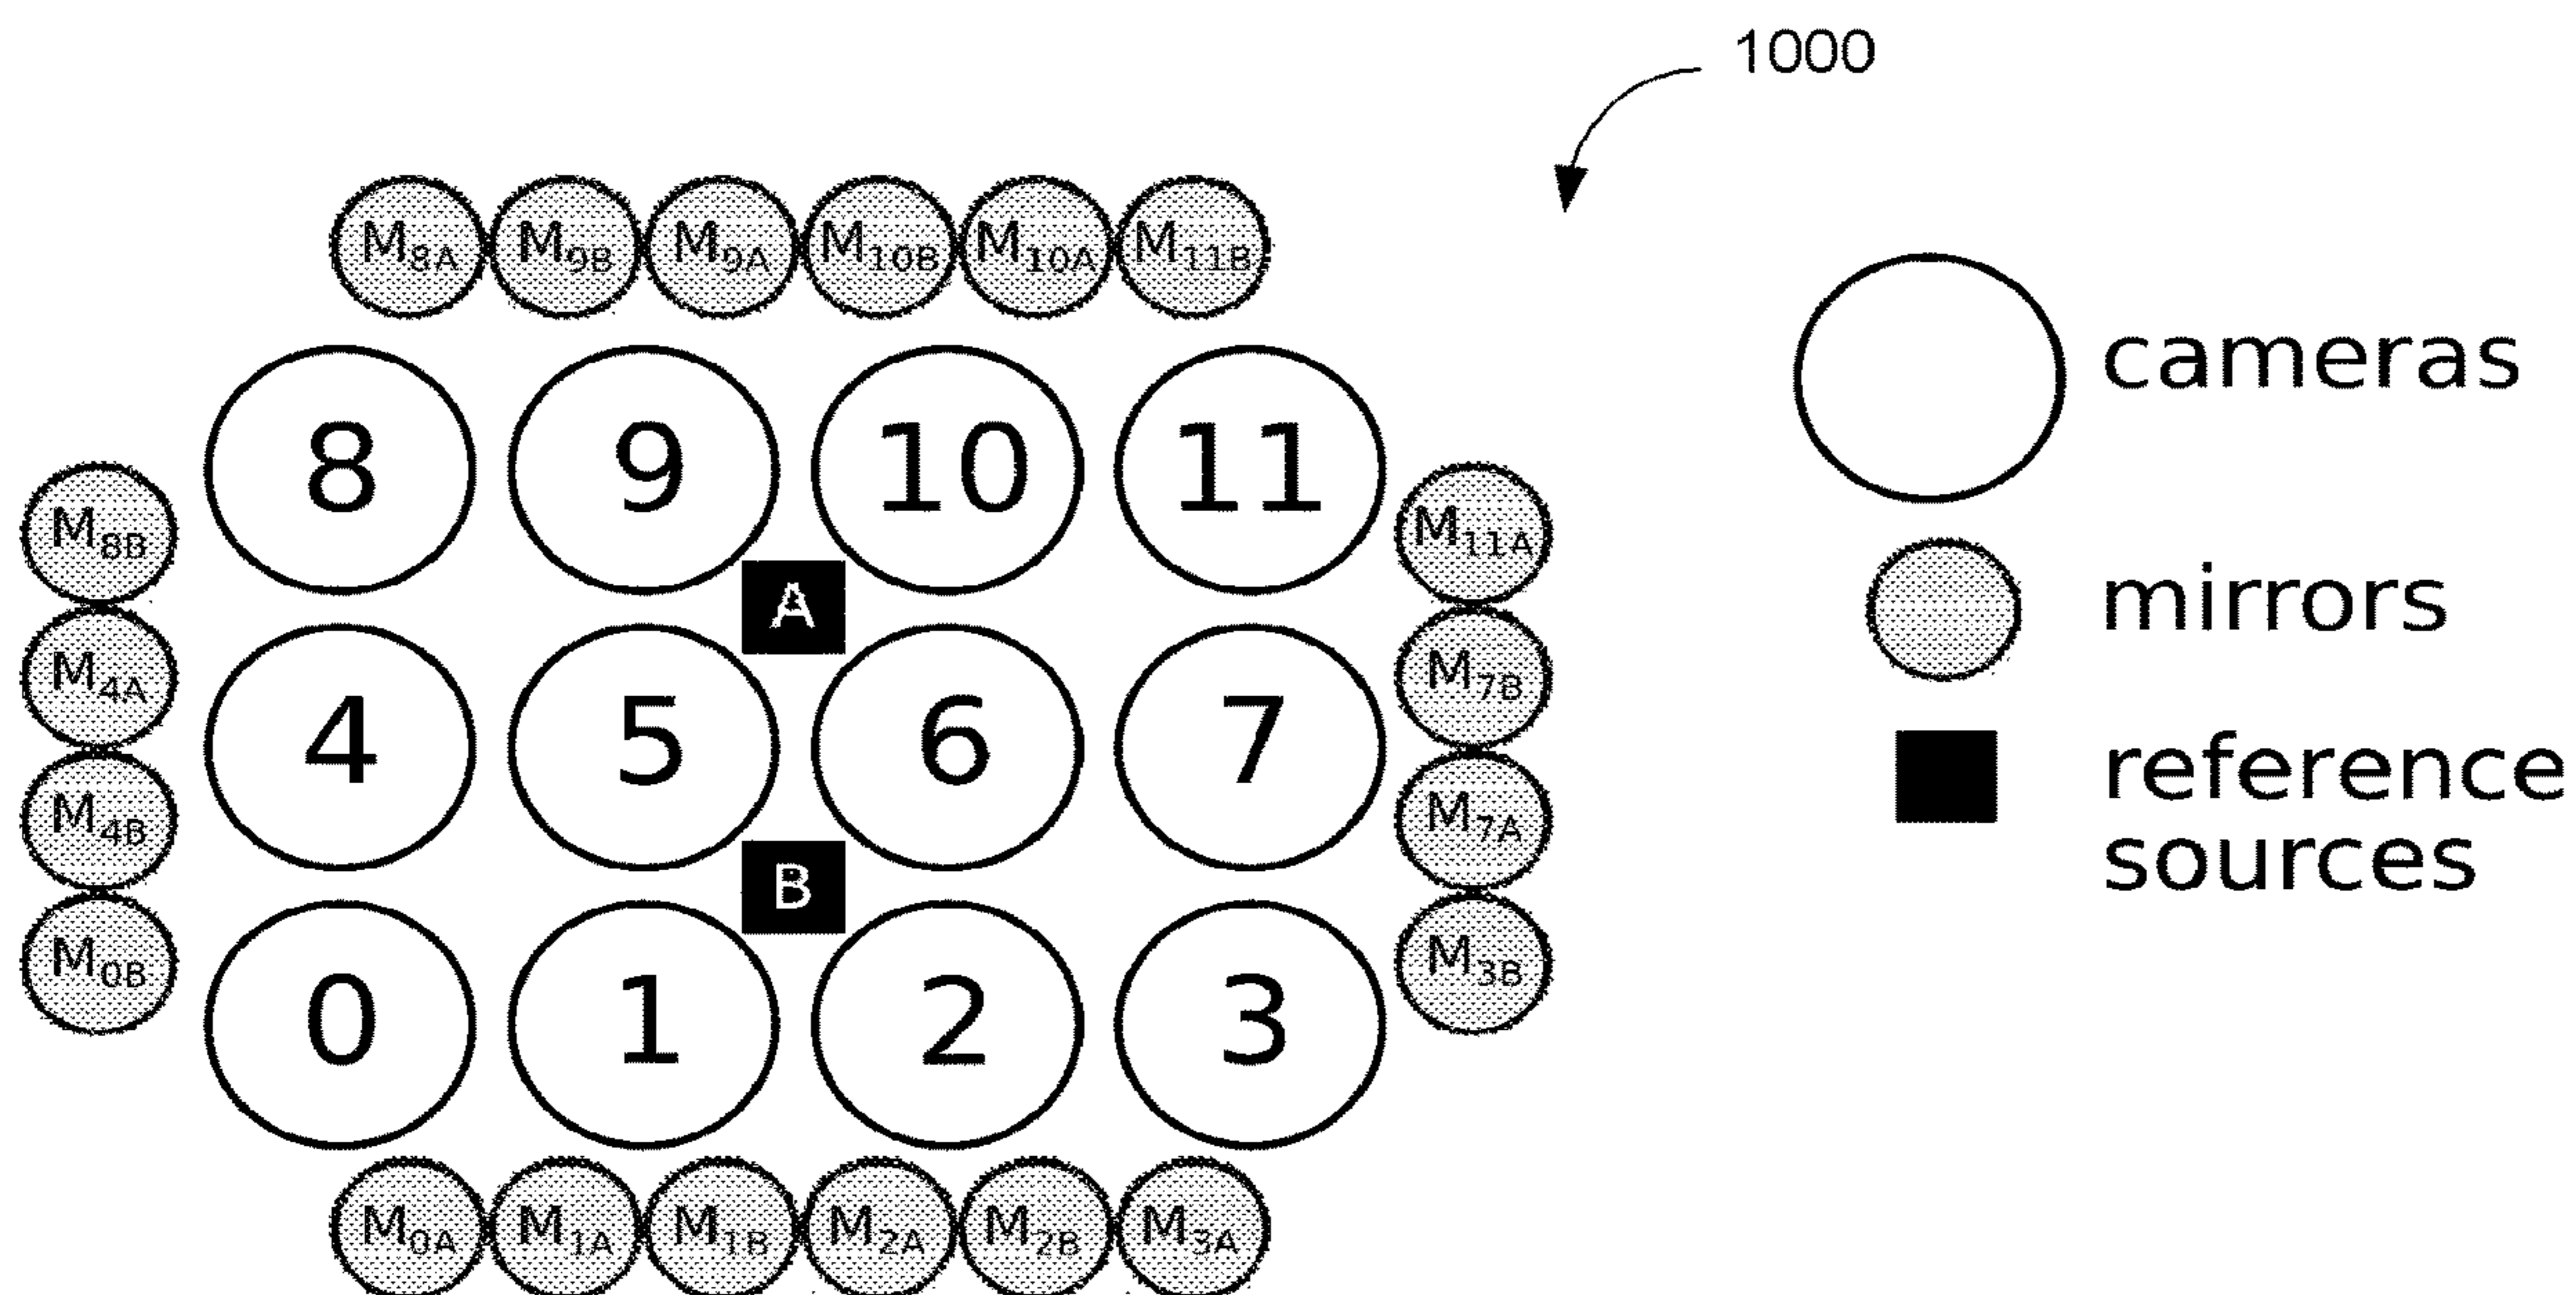 1000
M8A M9B M9A M10B M10A M11B
cameras
8 9 10 11
M8B M11A
A
mirrors
M4A M7B
4 5 6 7
reference
sources
M4B M7A
B
M0B M3B
0 1 2 3
M0A M1A M1B M2A M2B M3A